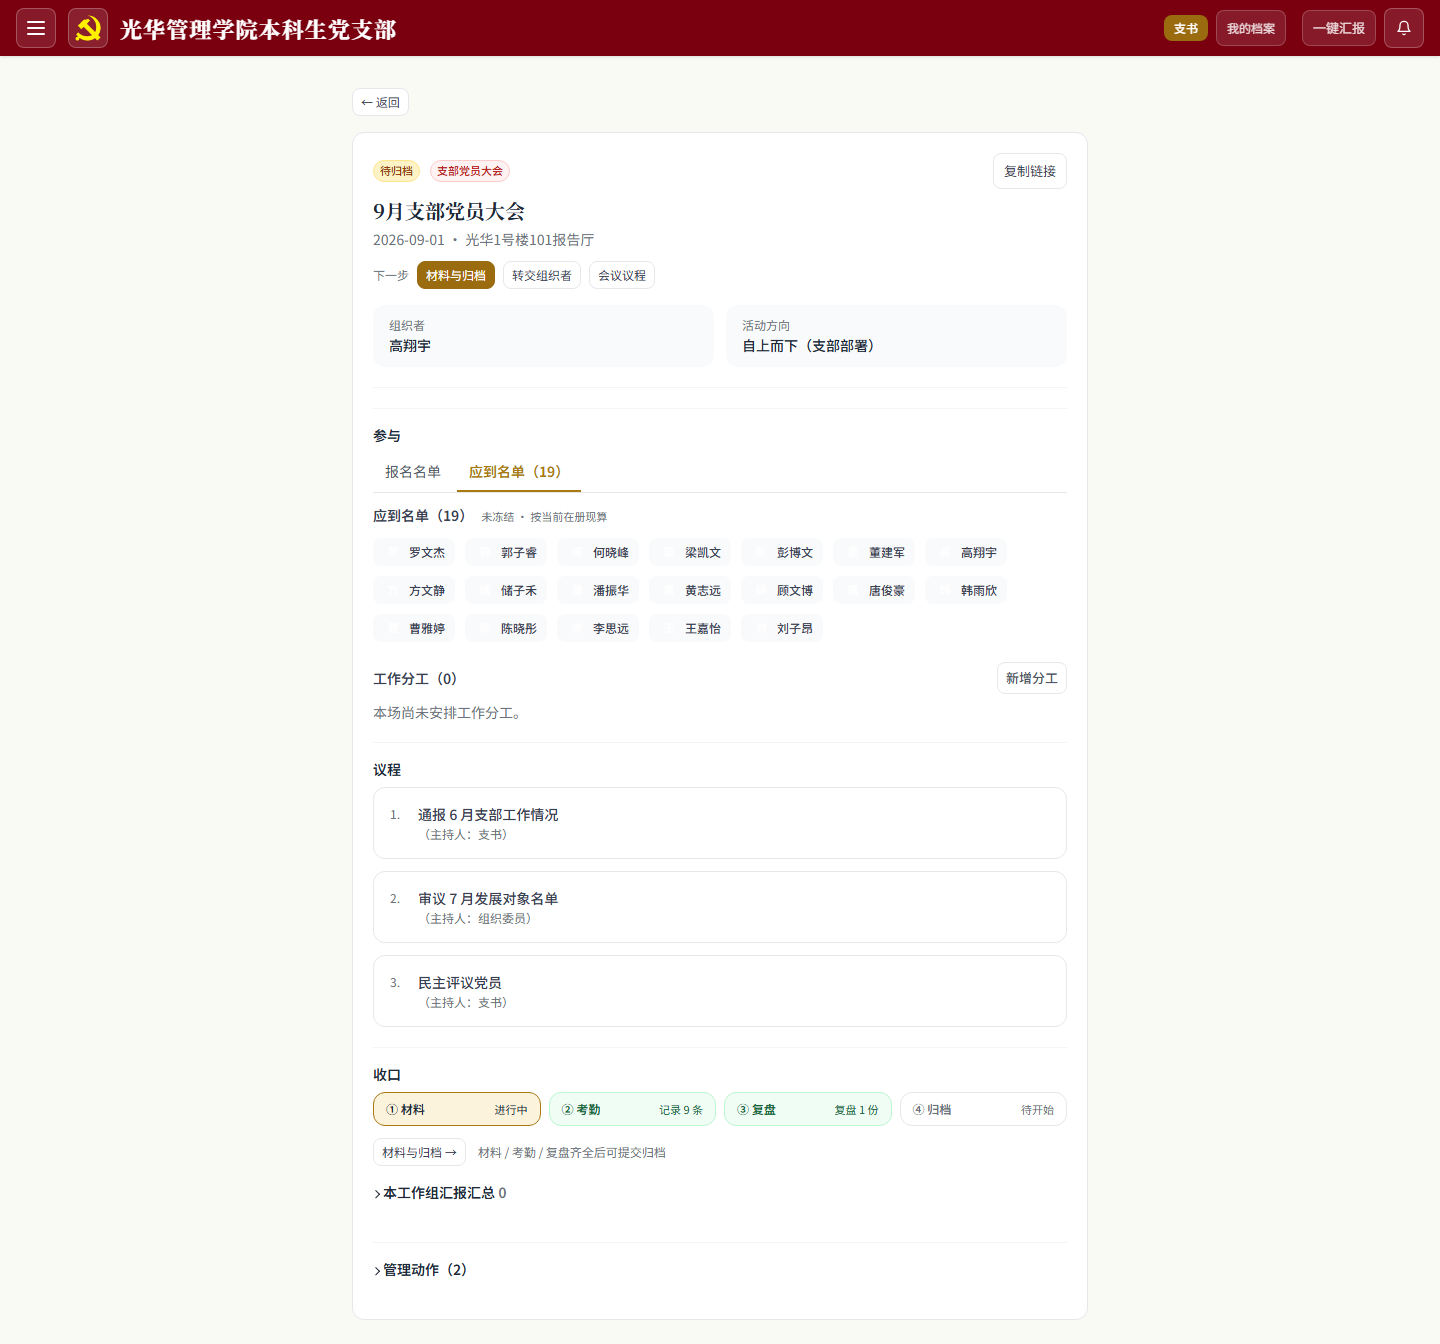 光华管理学院本科生党支部
支书 我的档案 一键汇报
← 返回
待归档 支部党员大会 复制链接
9月支部党员大会
2026-09-01 · 光华1号楼101报告厅
下一步 材料与归档 转交组织者 会议议程
组织者 活动方向
高翔宇 自上而下（支部部署）
参与
报名名单 应到名单（19）
应到名单（19） 未冻结 · 按当前在册现算
罗文杰 郭子睿 何晓峰 梁凯文 彭博文 董建军 高翔宇
方文静 储子禾 潘振华 黄志远 顾文博 唐俊豪 韩雨欣
曹雅婷 陈晓彤 李思远 王嘉怡 刘子昂
工作分工（0） 新增分工
本场尚未安排工作分工。
议程
1. 通报 6 月支部工作情况
（主持人：支书）
2. 审议 7 月发展对象名单
（主持人：组织委员）
3. 民主评议党员
（主持人：支书）
收口
① 材料 进行中 ② 考勤 记录 9 条 ③ 复盘 复盘 1 份 ④ 归档 待开始
材料与归档 → 材料 / 考勤 / 复盘齐全后可提交归档
本工作组汇报汇总 0
管理动作（2）